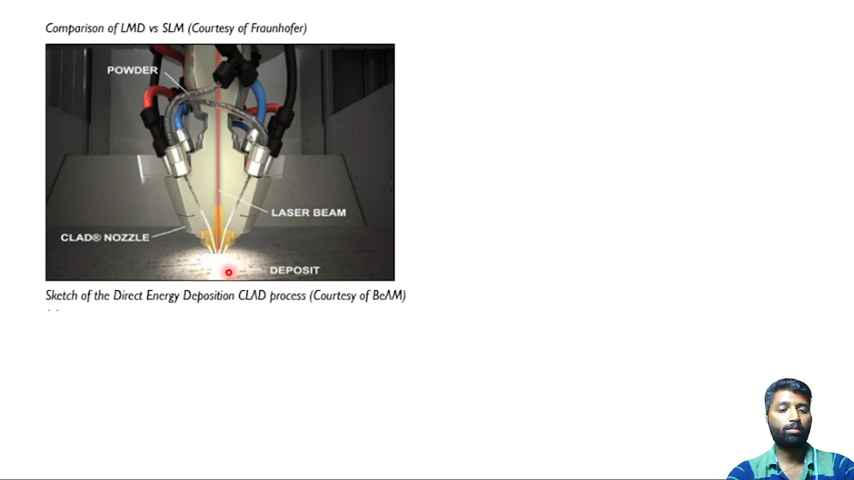 Comparison of LMD vs SLM (Courtesy of Fraunhofer)
POWDER
LASER BEAM
CLAD® NOZZLE
DEPOSIT
Sketch of the Direct Energy Deposition CLAD process (Courtesy of BeAM)